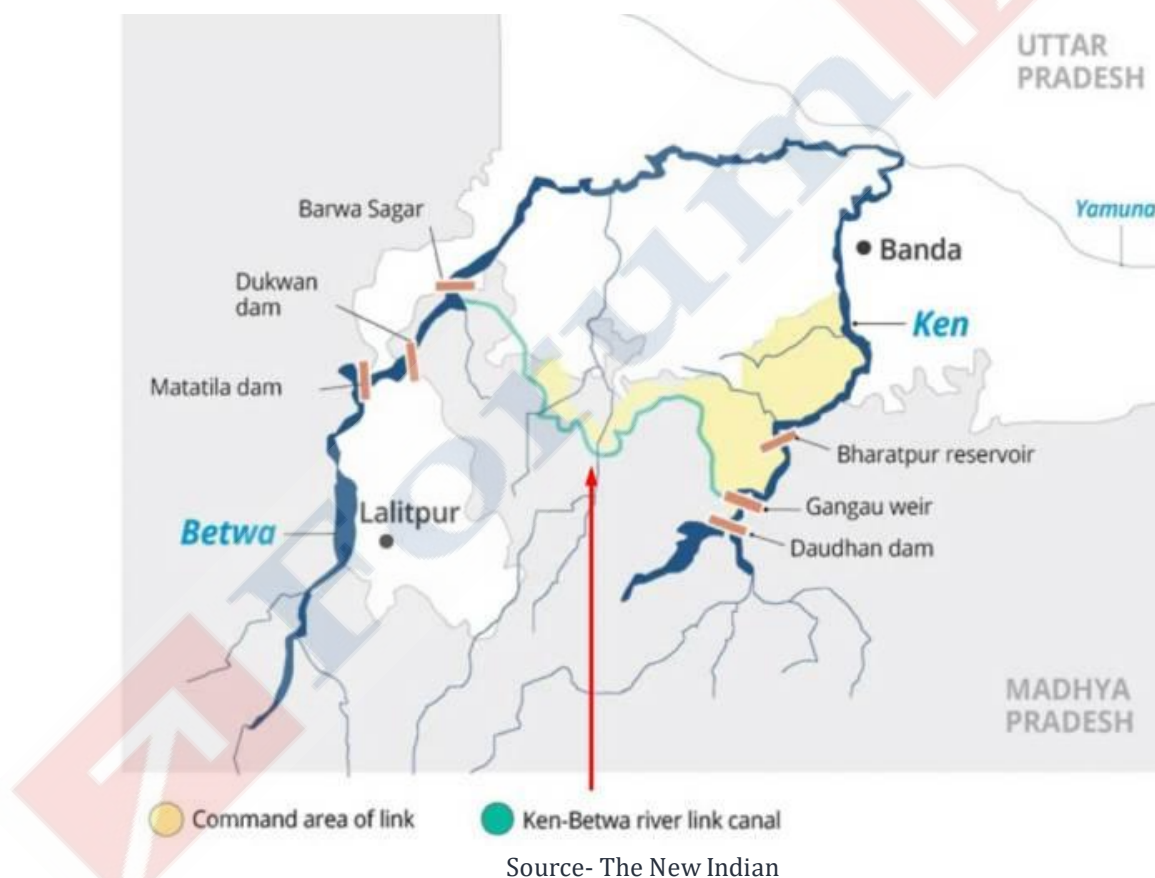 UTTAR
PRADESH
Barwa Sagar
Yamuna
Dukwan
dam
Banda
Ken
Matatila dam
Bharatpur reservoir
Gangau weir
Lalitpur
Betwa
Daudhan dam
MADHYA
PRADESH
Command area of link
Ken-Betwa river link canal
Source- The New Indian
Forum